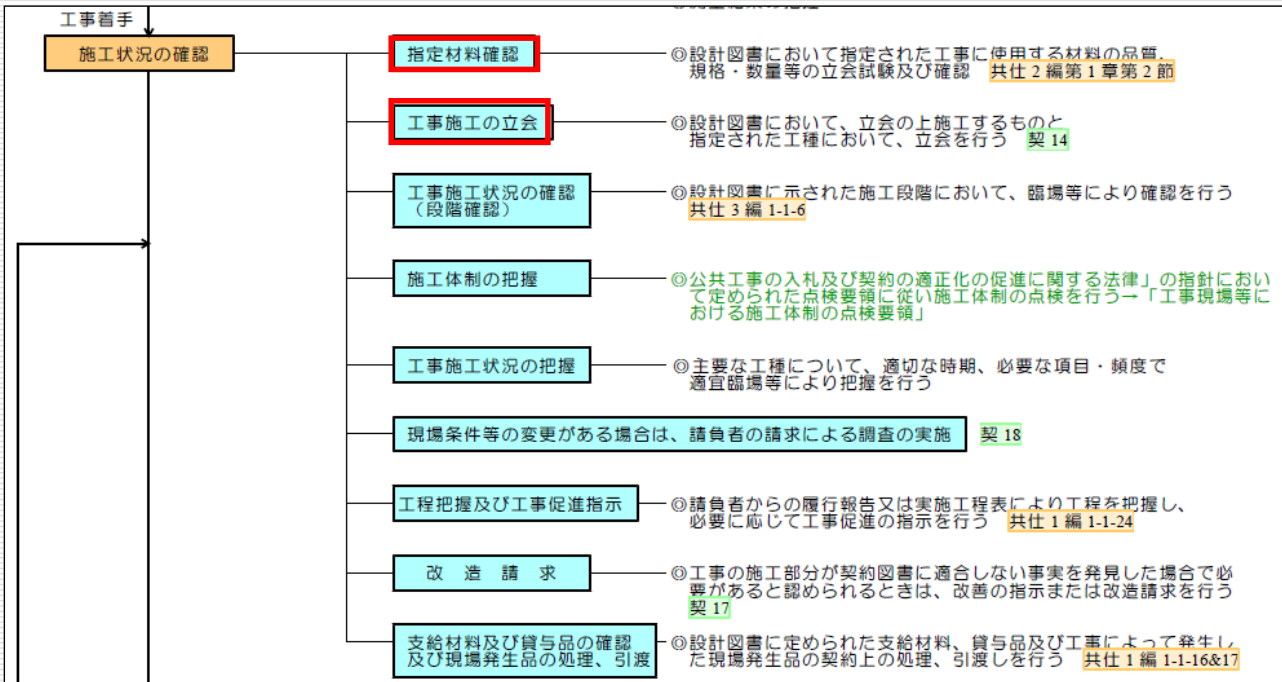 工事着手
施工状況の確認
指定材料確認
◎設計図書において指定された工事に使用する材料の品質、
規格・数量等の立会試験及び確認 共仕 2 編第 1 章第 2 節
工事施工の立会
◎設計図書において、立会の上施工するものと
指定された工種において、立会を行う 契 14
工事施工状況の確認
(段階確認)
◎設計図書に示された施工段階において、臨場等により確認を行う
共仕 3 編 1-1-6
施工体制の把握
◎公共工事の入札及び契約の適正化の促進に関する法律」の指針におい
て定められた点検要領に従い施工体制の点検を行う→「工事現場等に
おける施工体制の点検要領」
工事施工状況の把握
◎主要な工種について、適切な時期、必要な項目・頻度で
適宜臨場等により把握を行う
現場条件等の変更がある場合は、請負者の請求による調査の実施 契 18
工程把握及び工事促進指示
◎請負者からの履行報告又は実施工程表により工程を把握し、
必要に応じて工事促進の指示を行う 共仕 1 編 1-1-24
改 造 請 求
◎工事の施工部分が契約図書に適合しない事実を発見した場合で必
要があると認められるときは、改善の指示または改造請求を行う
契 17
支給材料及び貸与品の確認
及び現場発生品の処理、引渡
◎設計図書に定められた支給材料、貸与品及び工事によって発生し
た現場発生品の契約上の処理、引渡しを行う 共仕 1 編 1-1-16&17